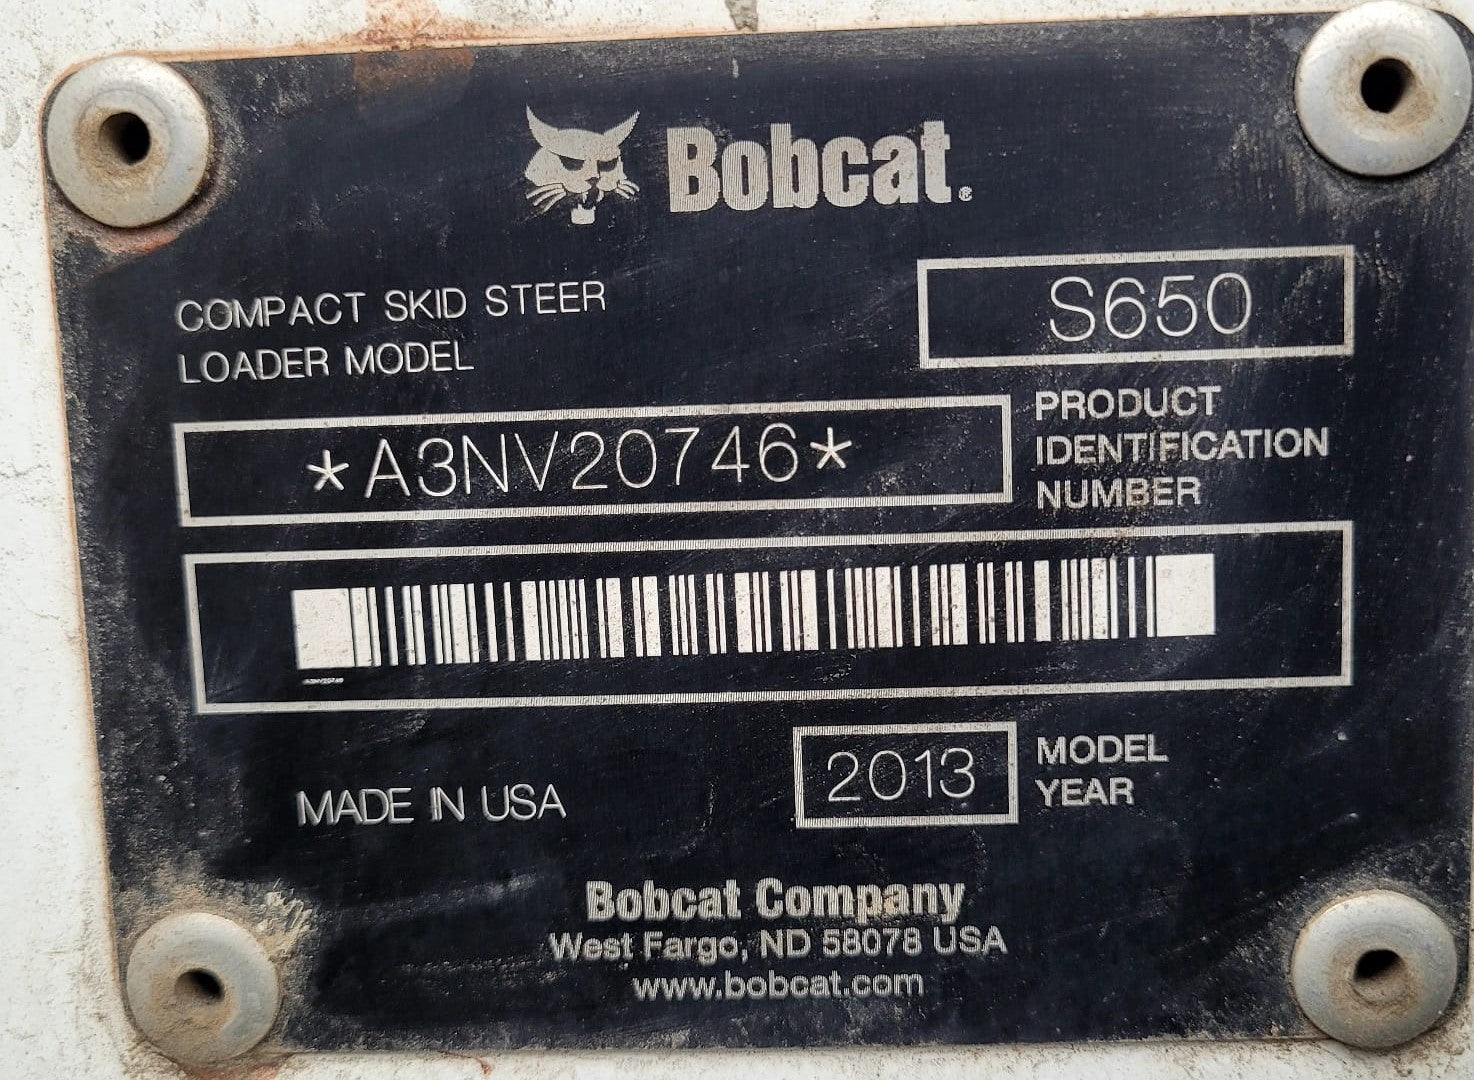 Bobcat®
COMPACT SKID STEER
LOADER MODEL
S650
*A3NV20746*
PRODUCT
IDENTIFICATION
NUMBER
A3NV20746
MADE IN USA
2013
MODEL
YEAR
Bobcat Company
West Fargo, ND 58078 USA
www.bobcat.com